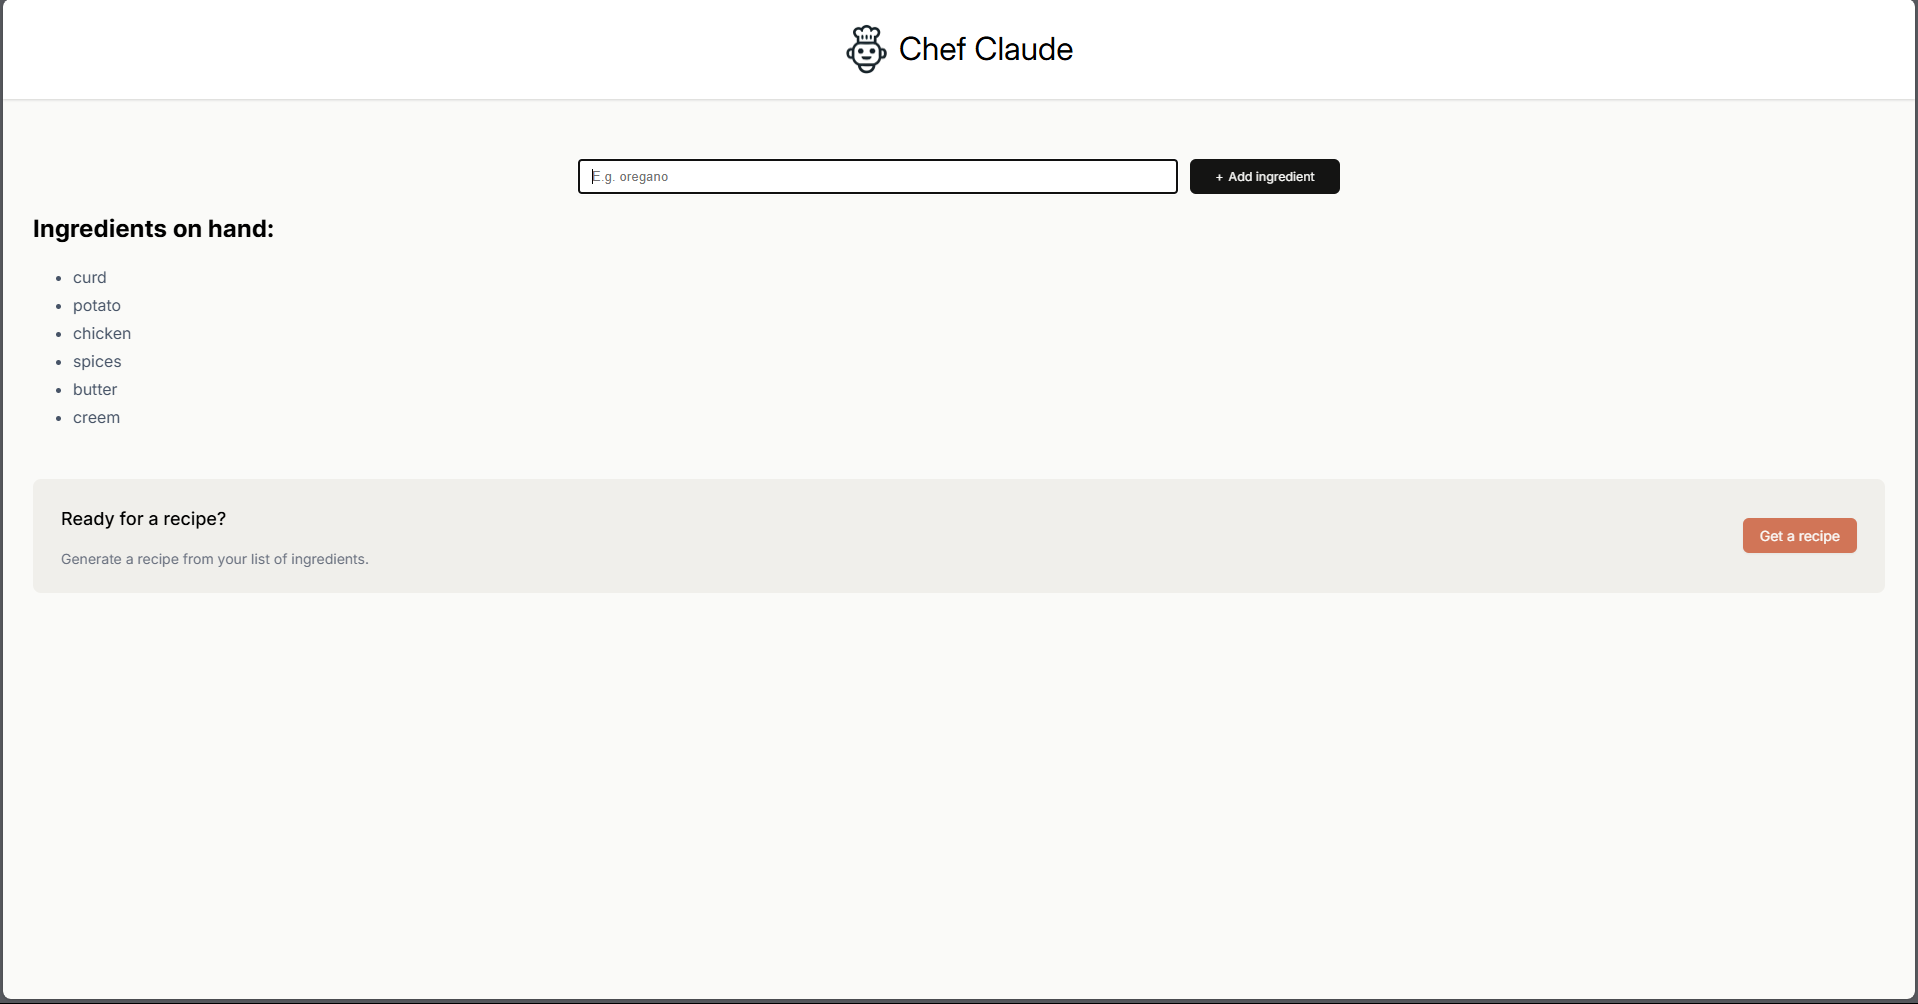 Chef Claude
E.g. oregano
+ Add ingredient
Ingredients on hand:
• curd
• potato
• chicken
• spices
• butter
• creem
Ready for a recipe?
Generate a recipe from your list of ingredients.
Get a recipe